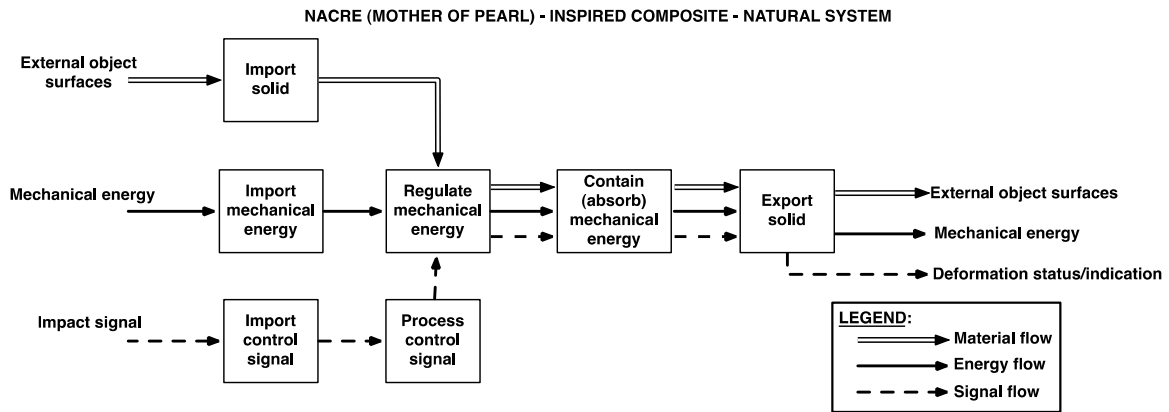 NACRE (MOTHER OF PEARL) - INSPIRED COMPOSITE - NATURAL SYSTEM
External object
surfaces
Import
solid
Mechanical energy
Import
mechanical
energy
Regulate
mechanical
energy
Contain
(absorb)
mechanical
energy
Export
solid
External object surfaces
Mechanical energy
Deformation status/indication
Impact signal
Import
control
signal
Process
control
signal
LEGEND:
Material flow
Energy flow
Signal flow